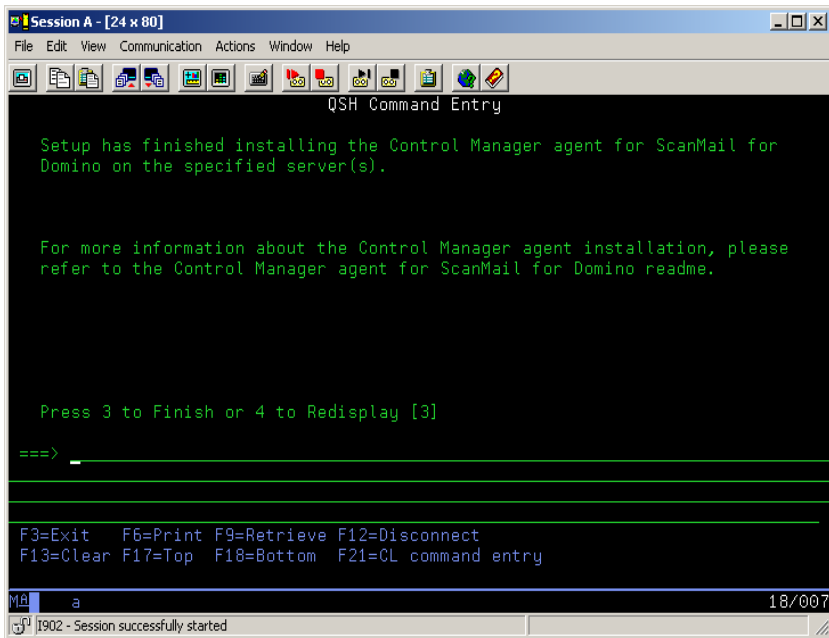 Session A - [24 x 80]
File Edit View Communication Actions Window Help
QSH Command Entry
Setup has finished installing the Control Manager agent for ScanMail for
Domino on the specified server(s).
For more information about the Control Manager agent installation, please
refer to the Control Manager agent for ScanMail for Domino readme.
Press 3 to Finish or 4 to Redisplay [3]
===> _
F3=Exit F6=Print F9=Retrieve F12=Disconnect
F13=Clear F17=Top F18=Bottom F21=CL command entry
MA a 18/007
I902 - Session successfully started